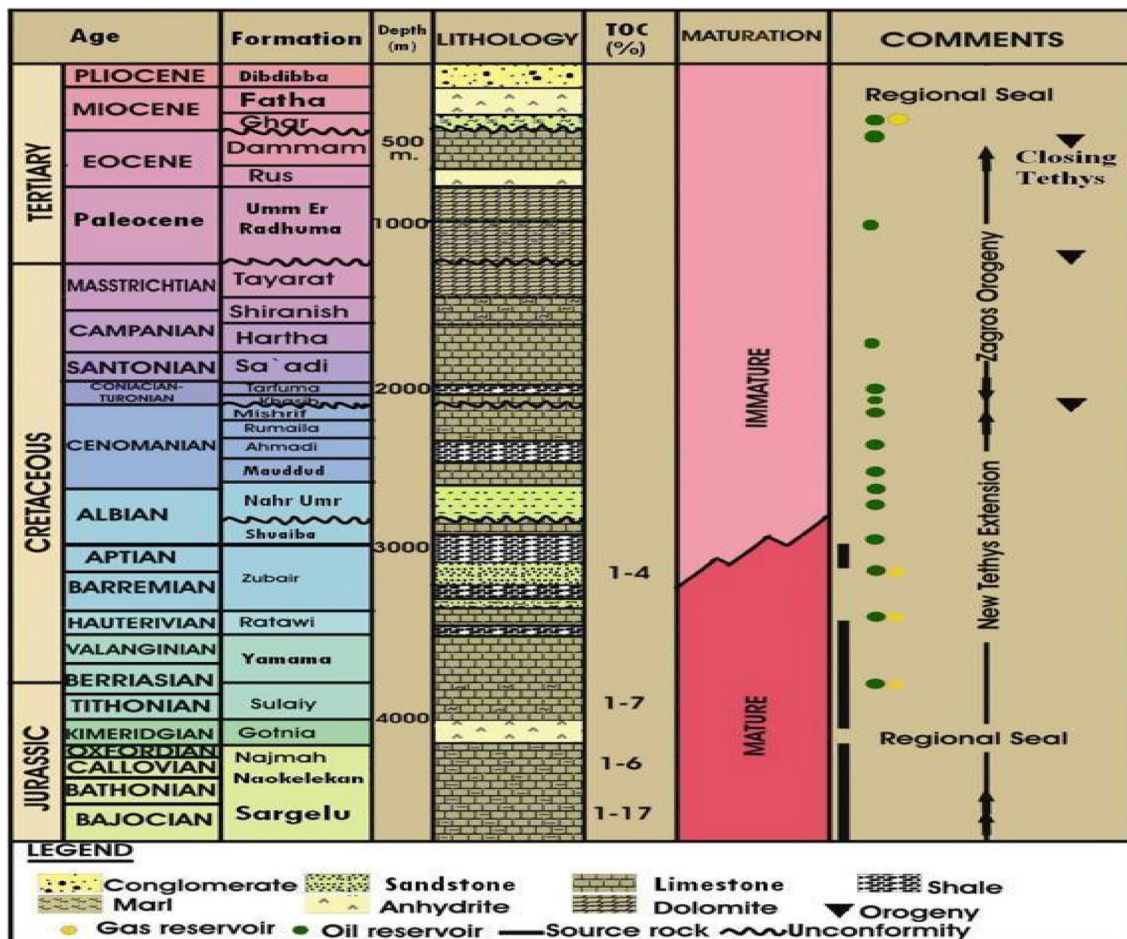 Age
Formation
Depth
(m)
LITHOLOGY
TOC
(%)
MATURATION
COMMENTS
TERTIARY
CRETACEOUS
JURASSIC
PLIOCENE
MIOCENE
EOCENE
Paleocene
MASSTRICHTIAN
CAMPANIAN
SANTONIAN
CONIACIAN-
TURONIAN
CENOMANIAN
ALBIAN
APTIAN
BARREMIAN
HAUTERIVIAN
VALANGINIAN
BERRIASIAN
TITHONIAN
KIMERIDGIAN
OXFORDIAN
CALLOVIAN
BATHONIAN
BAJOCIAN
Dibdibba
Fatha
Ghar
Dammam
Rus
Umm Er
Radhuma
Tayarat
Shiranish
Hartha
Sa`adi
Tarfuma
Khasib
Mishrif
Rumaila
Ahmadi
Mauddud
Nahr Umr
Shuaiba
Zubair
Ratawi
Yamama
Sulaiy
Gotnia
Najmah
Naokelekan
Sargelu
500
m.
1000
2000
3000
4000
1-4
1-7
1-6
1-17
IMMATURE
MATURE
Regional Seal
Closing
Tethys
Zagros Orogeny
New Tethys Extension
Regional Seal
LEGEND
Conglomerate
Sandstone
Limestone
Shale
Marl
Anhydrite
Dolomite
Orogeny
Gas reservoir
Oil reservoir
Source rock
Unconformity